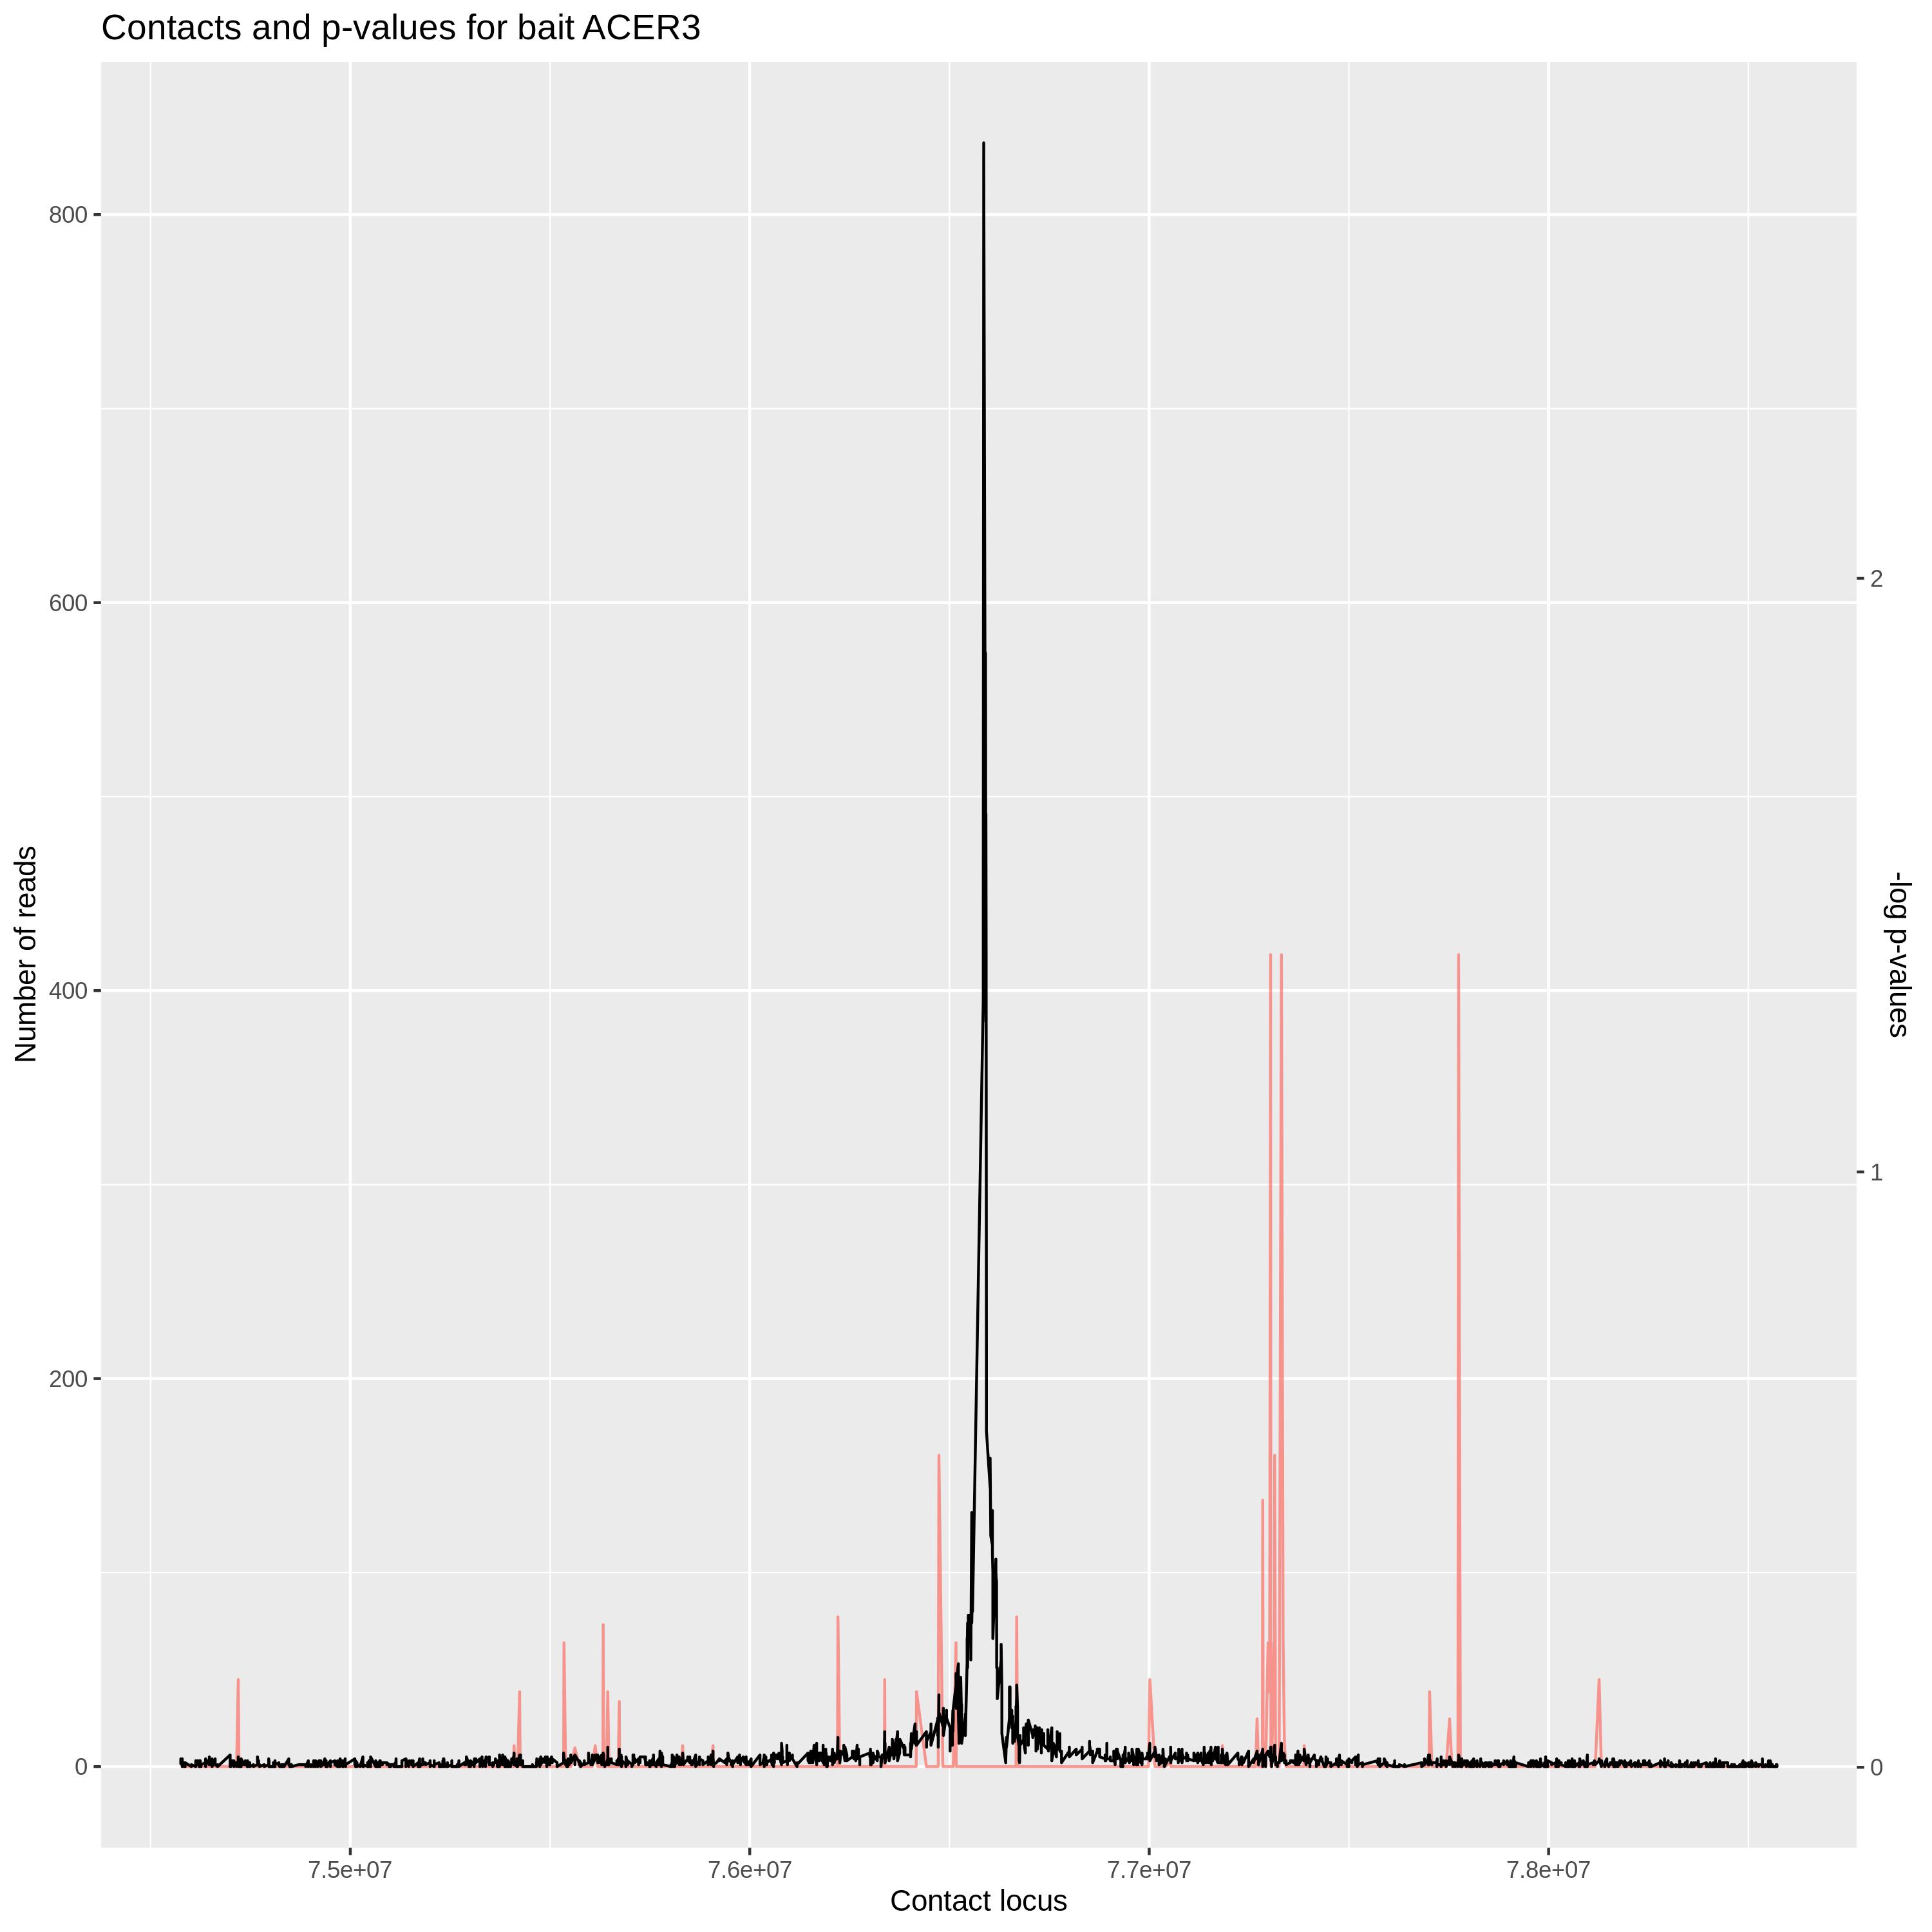 Contacts and p-values for bait ACER3
800
600
400
200
0
Number of reads
2
1
0
-log p-values
7.5e+07
7.6e+07
7.7e+07
7.8e+07
Contact locus